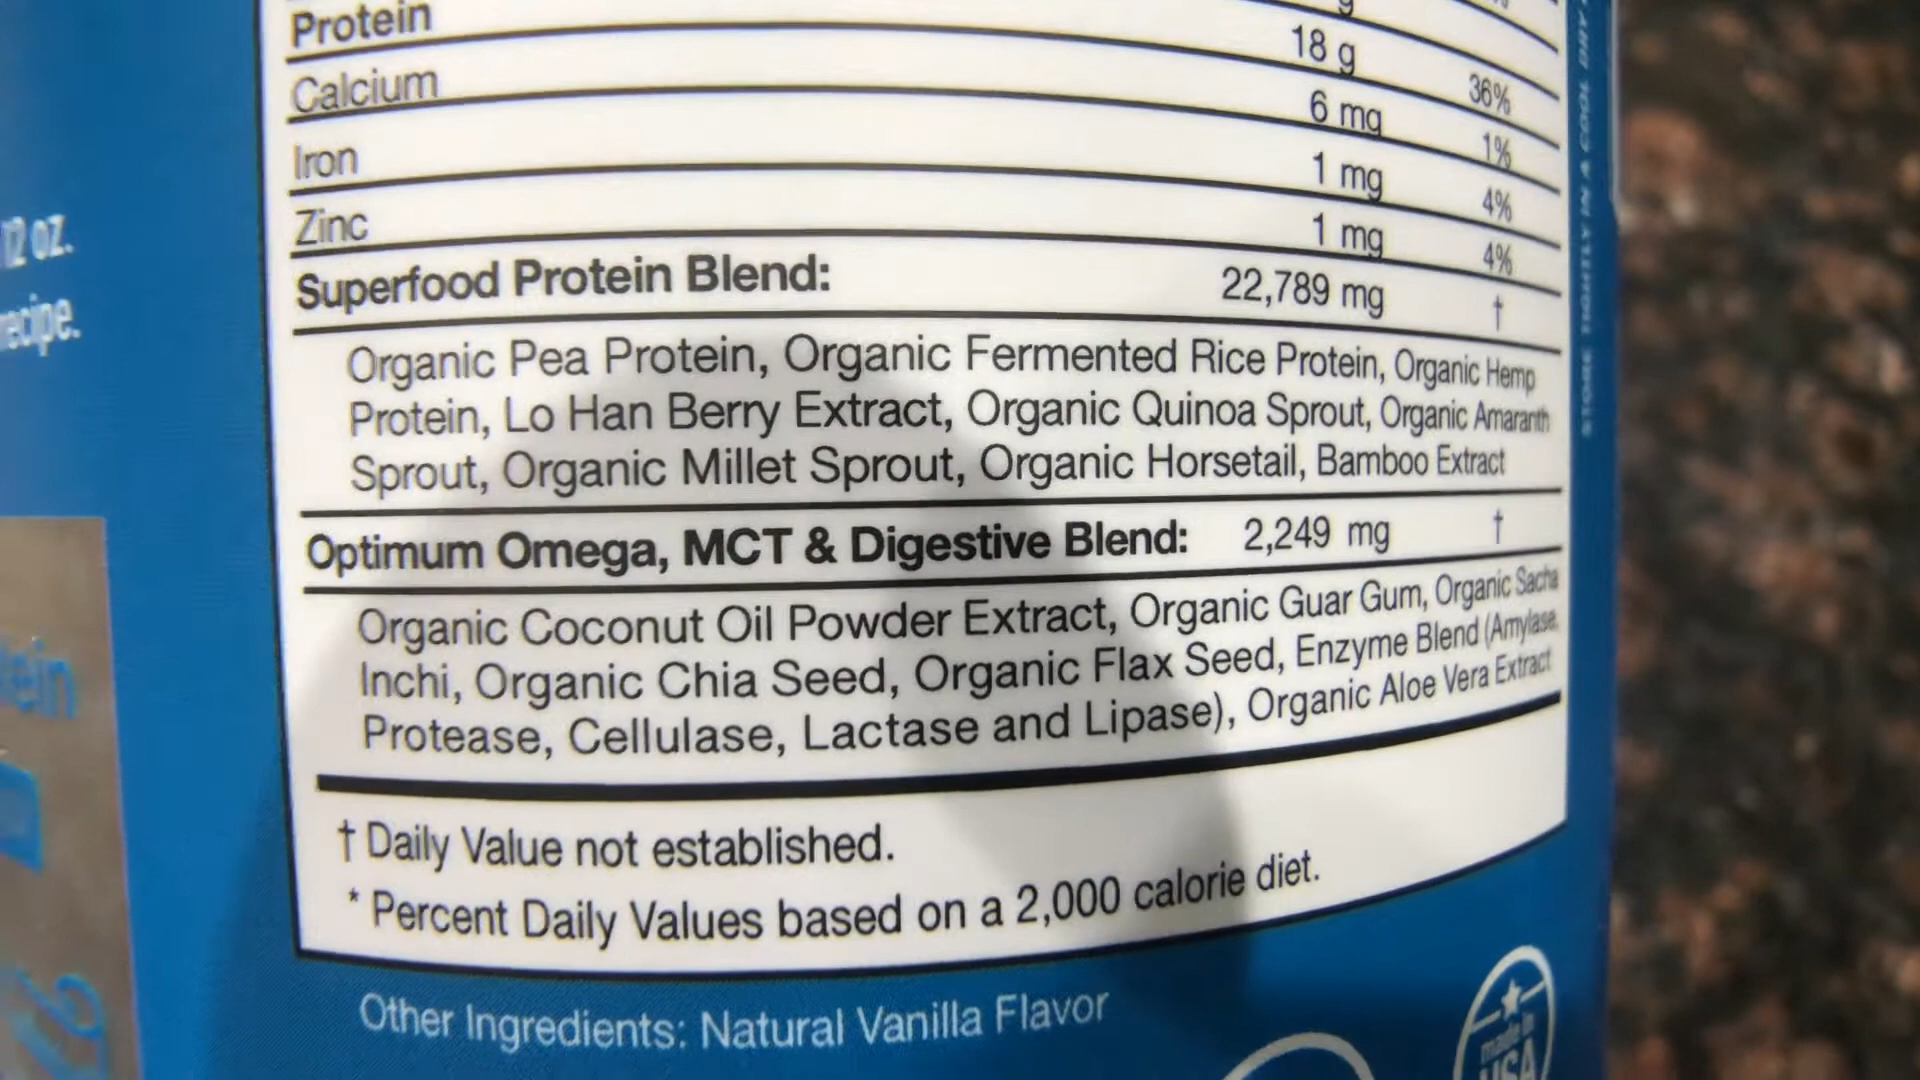 Protein 18 g 36%
Calcium 6 mg 1%
Iron 1 mg 4%
Zinc 1 mg 4%
Superfood Protein Blend: 22,789 mg †
Organic Pea Protein, Organic Fermented Rice Protein, Organic Hemp
Protein, Lo Han Berry Extract, Organic Quinoa Sprout, Organic Amaranth
Sprout, Organic Millet Sprout, Organic Horsetail, Bamboo Extract
Optimum Omega, MCT & Digestive Blend: 2,249 mg †
Organic Coconut Oil Powder Extract, Organic Guar Gum, Organic Sacha
Inchi, Organic Chia Seed, Organic Flax Seed, Enzyme Blend (Amylase,
Protease, Cellulase, Lactase and Lipase), Organic Aloe Vera Extract
† Daily Value not established.
* Percent Daily Values based on a 2,000 calorie diet.
Other Ingredients: Natural Vanilla Flavor
12 oz.
recipe.
made in
USA